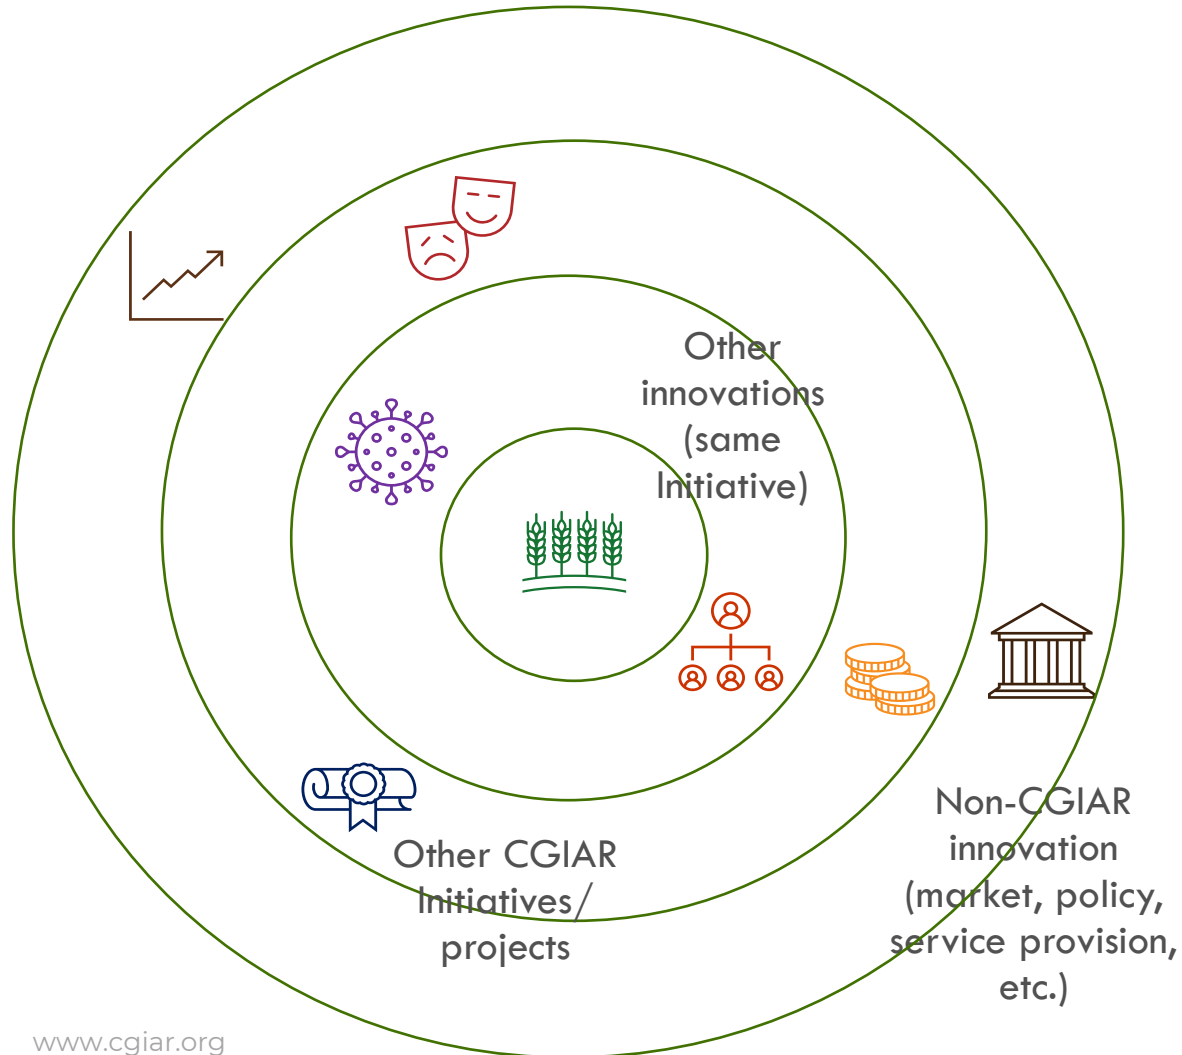 Other
innovations
(same
Initiative)
Other CGIAR
Initiatives/
projects
Non-CGIAR
innovation
(market, policy,
service provision,
etc.)
www.cgiar.org